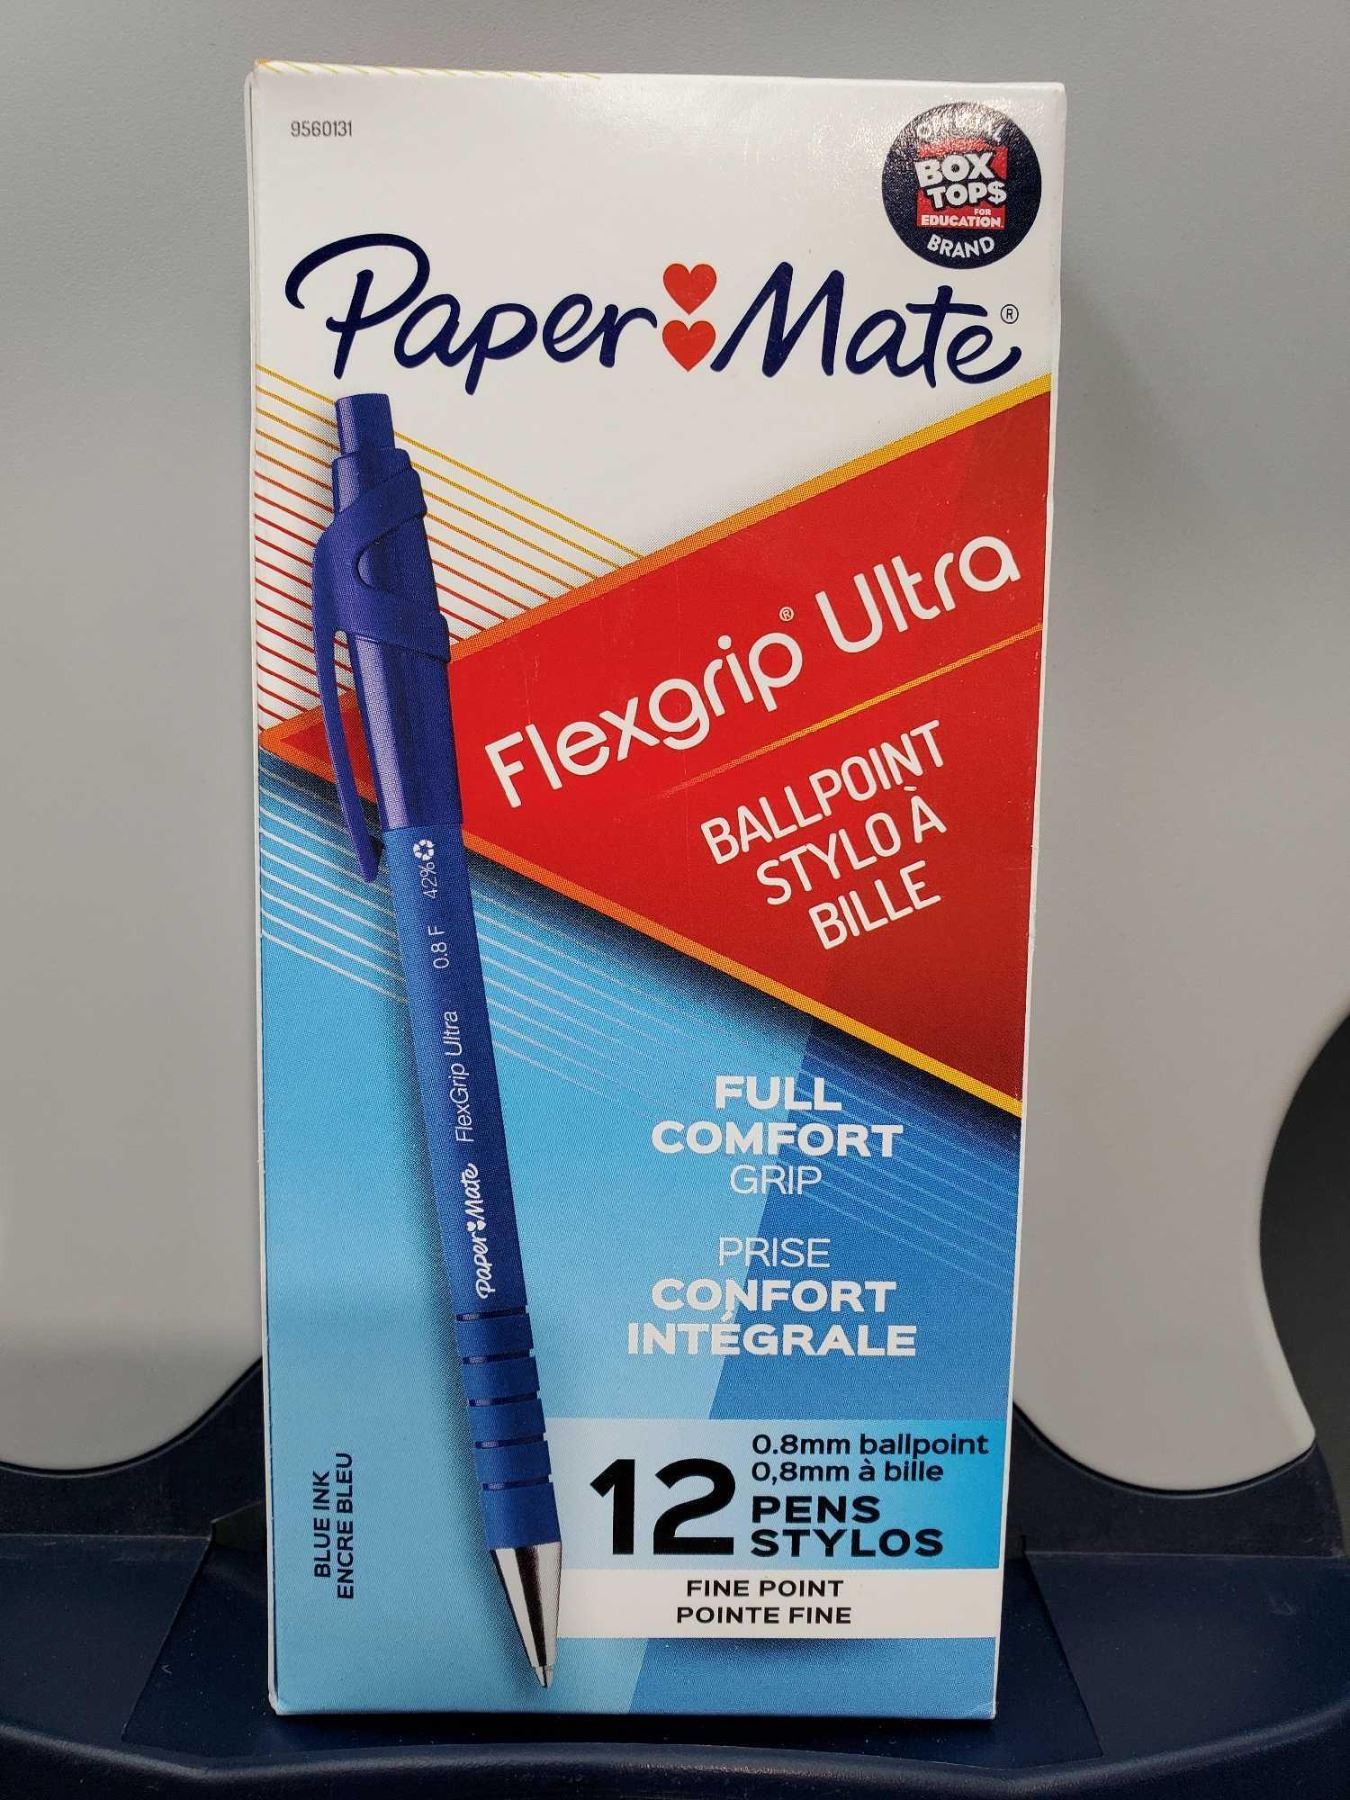 9560131
OFFICIAL
BOX
TOP$
FOR
EDUCATION.
BRAND
Paper Mate®
Flexgrip® Ultra
BALLPOINT
STYLO À
BILLE
42%
0.8 F
FlexGrip Ultra
Paper Mate
FULL
COMFORT
GRIP
PRISE
CONFORT
INTÉGRALE
BLUE INK
ENCRE BLEU
12
0.8mm ballpoint
0,8mm à bille
PENS
STYLOS
FINE POINT
POINTE FINE